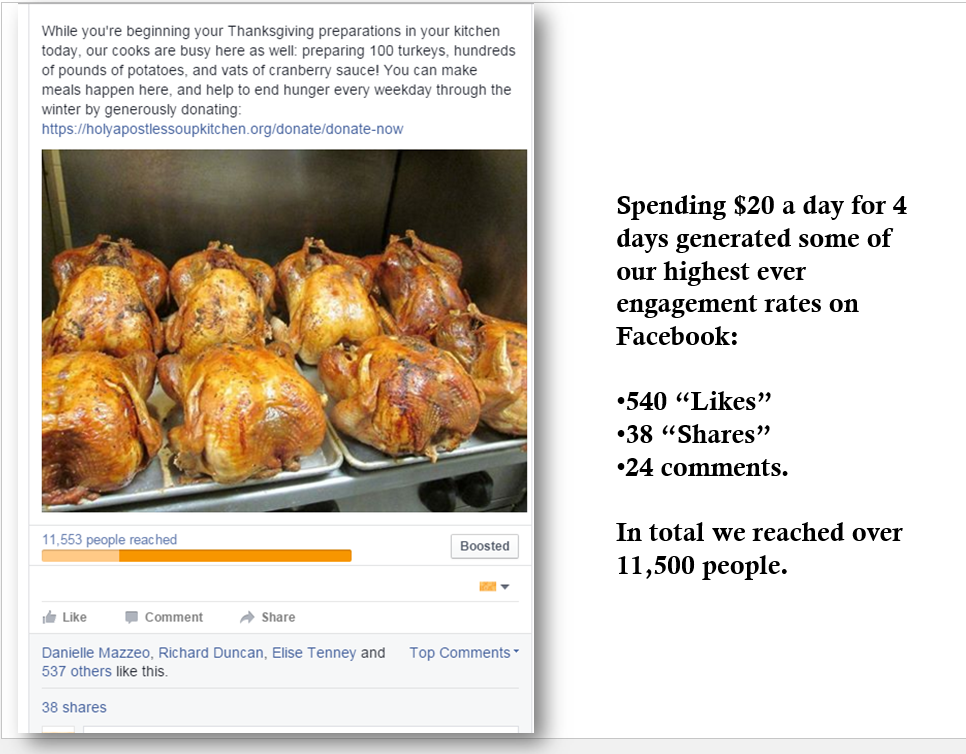 While you're beginning your Thanksgiving preparations in your kitchen
today, our cooks are busy here as well: preparing 100 turkeys, hundreds
of pounds of potatoes, and vats of cranberry sauce! You can make
meals happen here, and help to end hunger every weekday through the
winter by generously donating:
https://holyapostlessoupkitchen.org/donate/donate-now
11,553 people reached
Boosted
Like Comment Share
Danielle Mazzeo, Richard Duncan, Elise Tenney and
537 others like this.
Top Comments
38 shares
Spending $20 a day for 4
days generated some of
our highest ever
engagement rates on
Facebook:
•540 “Likes”
•38 “Shares”
•24 comments.
In total we reached over
11,500 people.